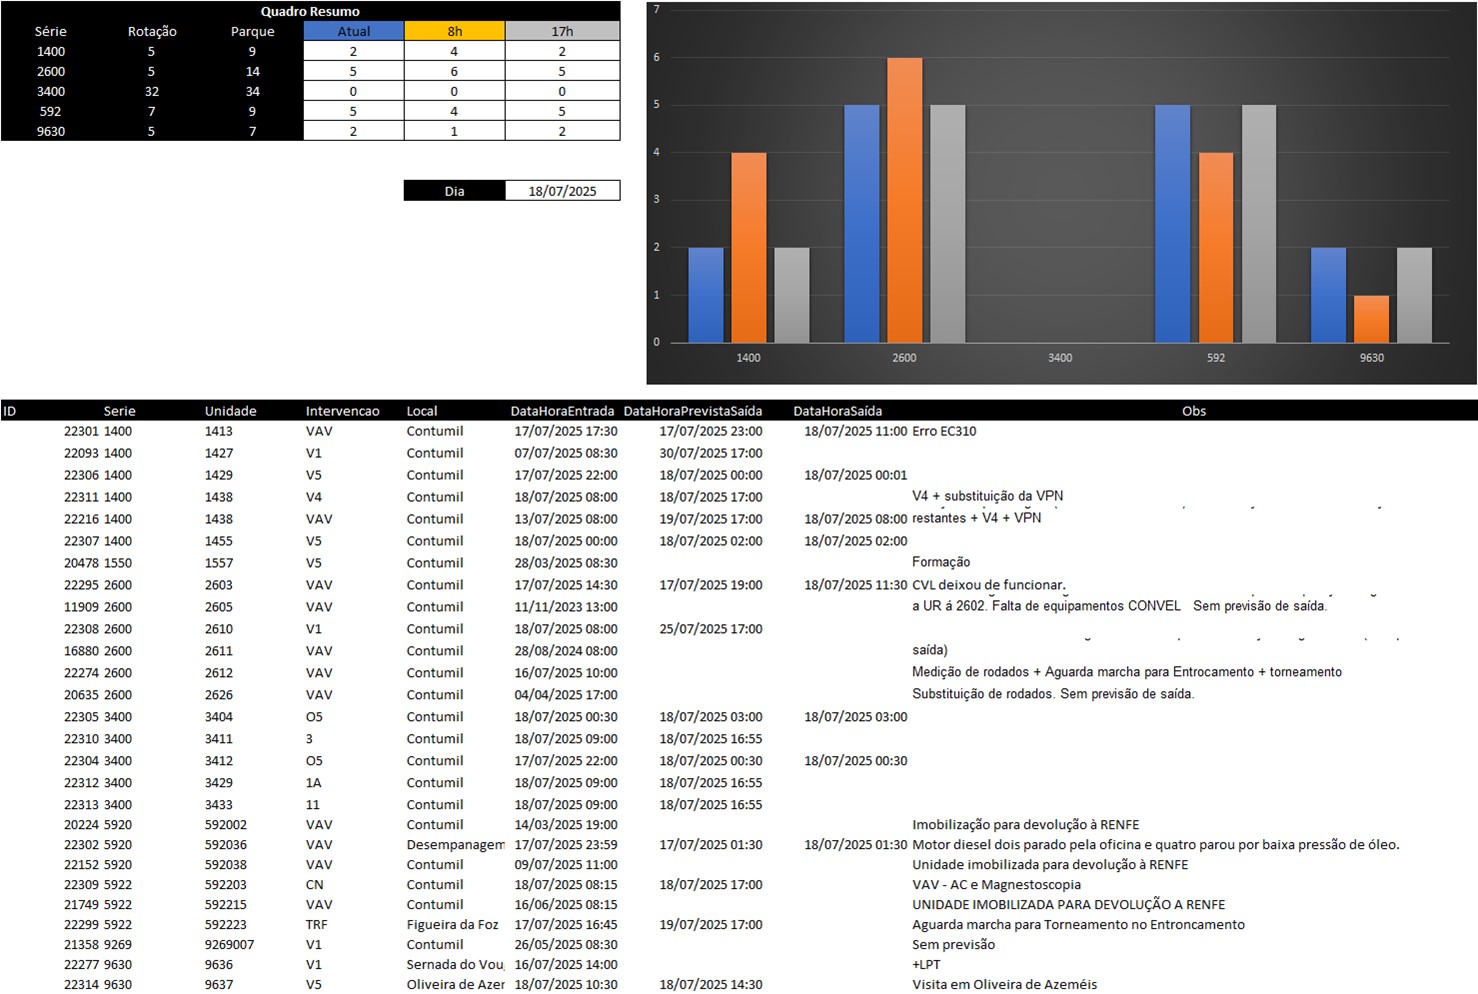 Quadro Resumo
Série Rotação Parque Atual 8h 17h
1400 5 9 2 4 2
2600 5 14 5 6 5
3400 32 34 0 0 0
592 7 9 5 4 5
9630 5 7 2 1 2
Dia 18/07/2025
7
6
5
4
3
2
1
0
1400 2600 3400 592 9630
ID Serie Unidade Intervencao Local DataHoraEntrada DataHoraPrevistaSaída DataHoraSaída Obs
22301 1400 1413 VAV Contumil 17/07/2025 17:30 17/07/2025 23:00 18/07/2025 11:00 Erro EC310
22093 1400 1427 V1 Contumil 07/07/2025 08:30 30/07/2025 17:00
22306 1400 1429 V5 Contumil 17/07/2025 22:00 18/07/2025 00:00 18/07/2025 00:01
22311 1400 1438 V4 Contumil 18/07/2025 08:00 18/07/2025 17:00 V4 + substituição da VPN
22216 1400 1438 VAV Contumil 13/07/2025 08:00 19/07/2025 17:00 18/07/2025 08:00 restantes + V4 + VPN
22307 1400 1455 V5 Contumil 18/07/2025 00:00 18/07/2025 02:00 18/07/2025 02:00
20478 1550 1557 V5 Contumil 28/03/2025 08:30 Formação
22295 2600 2603 VAV Contumil 17/07/2025 14:30 17/07/2025 19:00 18/07/2025 11:30 CVL deixou de funcionar.
11909 2600 2605 VAV Contumil 11/11/2023 13:00 a UR á 2602. Falta de equipamentos CONVEL Sem previsão de saída.
22308 2600 2610 V1 Contumil 18/07/2025 08:00 25/07/2025 17:00
16880 2600 2611 VAV Contumil 28/08/2024 08:00 saída)
22274 2600 2612 VAV Contumil 16/07/2025 10:00 Medição de rodados + Aguarda marcha para Entrocamento + torneamento
20635 2600 2626 VAV Contumil 04/04/2025 17:00 Substituição de rodados. Sem previsão de saída.
22305 3400 3404 O5 Contumil 18/07/2025 00:30 18/07/2025 03:00 18/07/2025 03:00
22310 3400 3411 3 Contumil 18/07/2025 09:00 18/07/2025 16:55
22304 3400 3412 O5 Contumil 17/07/2025 22:00 18/07/2025 00:30 18/07/2025 00:30
22312 3400 3429 1A Contumil 18/07/2025 09:00 18/07/2025 16:55
22313 3400 3433 11 Contumil 18/07/2025 09:00 18/07/2025 16:55
20224 5920 592002 VAV Contumil 14/03/2025 19:00 Imobilização para devolução à RENFE
22302 5920 592036 VAV Desempanagem 17/07/2025 23:59 17/07/2025 01:30 18/07/2025 01:30 Motor diesel dois parado pela oficina e quatro parou por baixa pressão de óleo.
22152 5920 592038 VAV Contumil 09/07/2025 11:00 Unidade imobilizada para devolução à RENFE
22309 5922 592203 CN Contumil 18/07/2025 08:15 18/07/2025 17:00 VAV - AC e Magnestoscopia
21749 5922 592215 VAV Contumil 16/06/2025 08:15 UNIDADE IMOBILIZADA PARA DEVOLUÇÃO A RENFE
22299 5922 592223 TRF Figueira da Foz 17/07/2025 16:45 19/07/2025 17:00 Aguarda marcha para Torneamento no Entroncamento
21358 9269 9269007 V1 Contumil 26/05/2025 08:30 Sem previsão
22277 9630 9636 V1 Sernada do Vou 16/07/2025 14:00 +LPT
22314 9630 9637 V5 Oliveira de Azer 18/07/2025 10:30 18/07/2025 14:30 Visita em Oliveira de Azeméis